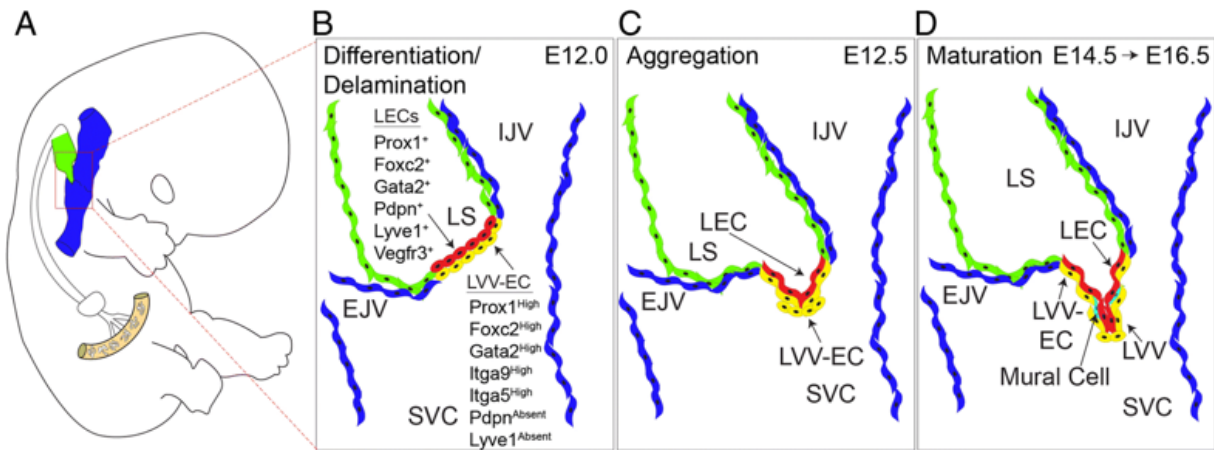 A
B
Differentiation/
Delamination
E12.0
LECs
Prox1⁺
Foxc2⁺
Gata2⁺
Pdpn⁺
Lyve1⁺
Vegfr3⁺
IJV
LS
EJV
LVV-EC
Prox1High
Foxc2High
Gata2High
Itga9High
Itga5High
PdpnAbsent
Lyve1Absent
SVC
C
Aggregation
E12.5
IJV
LEC
LS
EJV
LVV-EC
SVC
D
Maturation E14.5 → E16.5
IJV
LS
LEC
EJV
LVV-
EC
LVV
Mural Cell
SVC